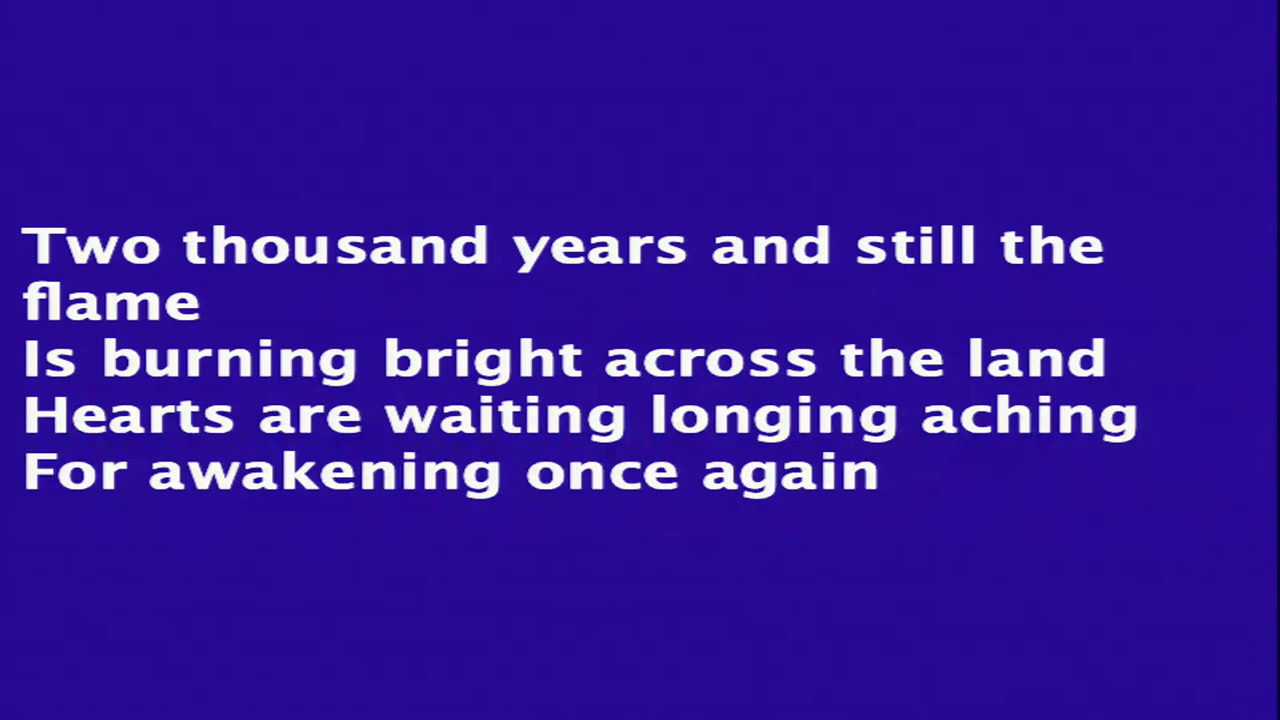 Two thousand years and still the
flame
Is burning bright across the land
Hearts are waiting longing aching
For awakening once again